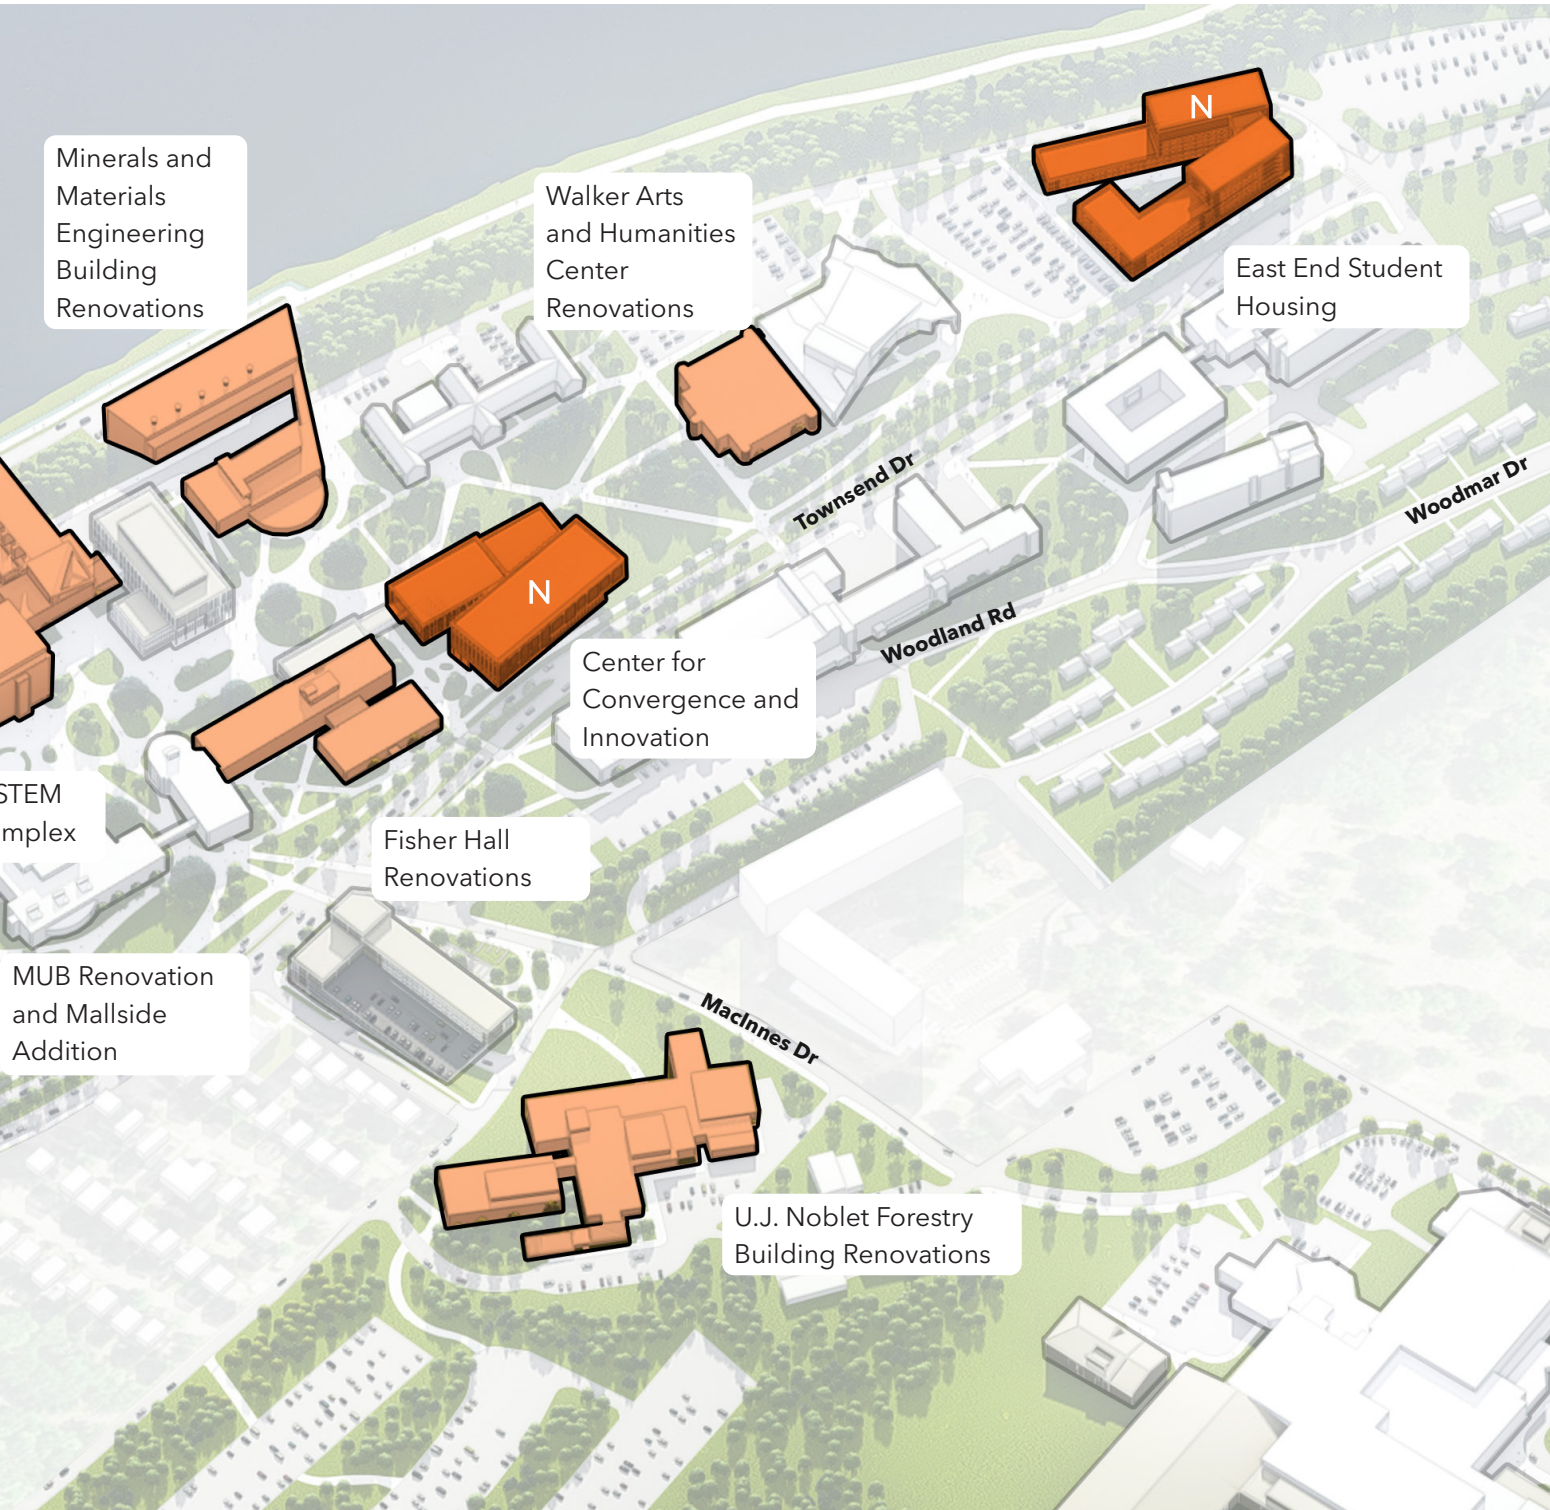 N
Minerals and
Materials
Engineering
Building
Renovations
Walker Arts
and Humanities
Center
Renovations
East End Student
Housing
Townsend Dr
Woodmar Dr
N
Woodland Rd
Center for
Convergence and
Innovation
STEM
mplex
Fisher Hall
Renovations
MUB Renovation
and Mallside
Addition
MacInnes Dr
U.J. Noblet Forestry
Building Renovations